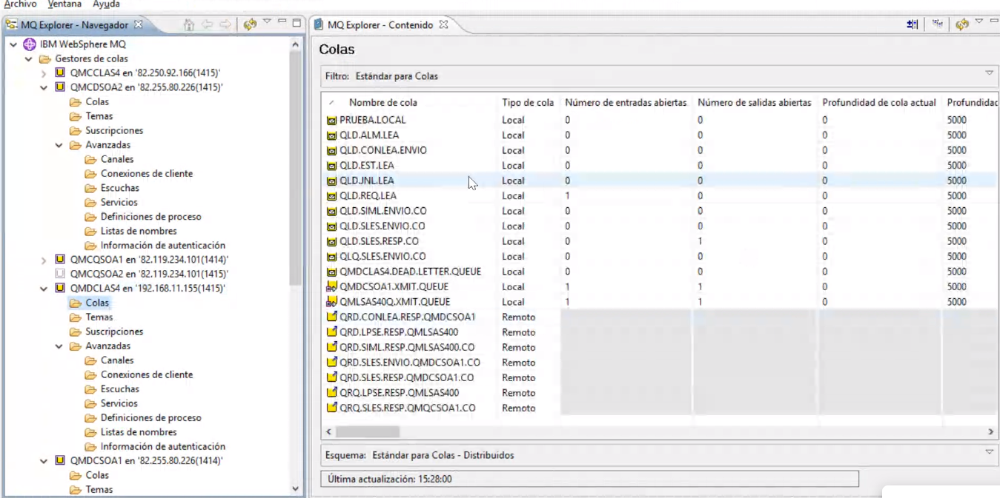 Archivo Ventana Ayuda
MQ Explorer - Navegador
IBM WebSphere MQ
Gestores de colas
QMCCLAS4 en '82.250.92.166(1415)'
QMCDSOA2 en '82.255.80.226(1415)'
Colas
Temas
Suscripciones
Avanzadas
Canales
Conexiones de cliente
Escuchas
Servicios
Definiciones de proceso
Listas de nombres
Información de autenticación
QMCQSOA1 en '82.119.234.101(1414)'
QMCQSOA2 en '82.119.234.101(1415)'
QMDCLAS4 en '192.168.11.155(1415)'
Colas
Temas
Suscripciones
Avanzadas
Canales
Conexiones de cliente
Escuchas
Servicios
Definiciones de proceso
Listas de nombres
Información de autenticación
QMDCSOA1 en '82.255.80.226(1414)'
Colas
Temas
MQ Explorer - Contenido
Colas
Filtro: Estándar para Colas
Nombre de cola Tipo de cola Número de entradas abiertas Número de salidas abiertas Profundidad de cola actual Profundidad
PRUEBA.LOCAL Local 0 0 0 5000
QLD.ALM.LEA Local 0 0 0 5000
QLD.CONLEA.ENVIO Local 0 0 0 5000
QLD.EST.LEA Local 0 0 0 5000
QLD.JNL.LEA Local 0 0 0 5000
QLD.REQ.LEA Local 1 0 0 5000
QLD.SIML.ENVIO.CO Local 0 0 0 5000
QLD.SLES.ENVIO.CO Local 0 0 0 5000
QLD.SLES.RESP.CO Local 0 1 0 5000
QLQ.SLES.ENVIO.CO Local 0 0 0 5000
QMDCLAS4.DEAD.LETTER.QUEUE Local 0 0 0 5000
QMDCSOA1.XMIT.QUEUE Local 1 1 0 5000
QMLSAS40Q.XMIT.QUEUE Local 1 1 0 5000
QRD.CONLEA.RESP.QMDCSOA1 Remoto
QRD.LPSE.RESP.QMLSAS400 Remoto
QRD.SIML.RESP.QMLSAS400.CO Remoto
QRD.SLES.ENVIO.QMDCSOA1.CO Remoto
QRD.SLES.RESP.QMDCSOA1.CO Remoto
QRQ.LPSE.RESP.QMLSAS400 Remoto
QRQ.SLES.RESP.QMQCSOA1.CO Remoto
Esquema: Estándar para Colas - Distribuidos
Última actualización: 15:28:00